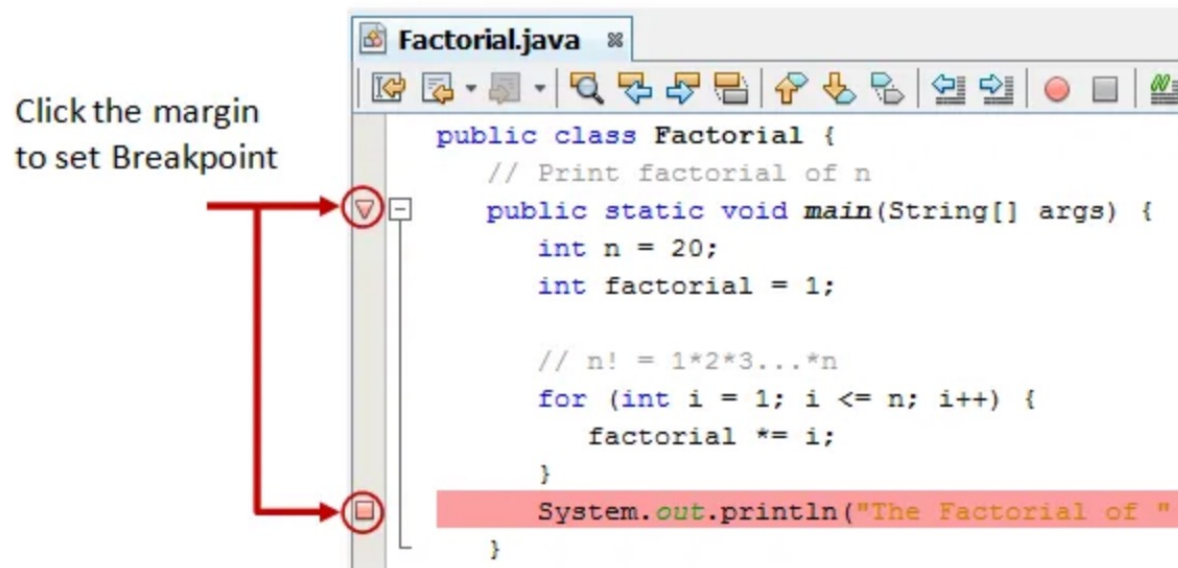 Factorial.java
Click the margin
to set Breakpoint
public class Factorial {
// Print factorial of n
public static void main(String[] args) {
int n = 20;
int factorial = 1;
// n! = 1*2*3...*n
for (int i = 1; i <= n; i++) {
factorial *= i;
}
System.out.println("The Factorial of "
}